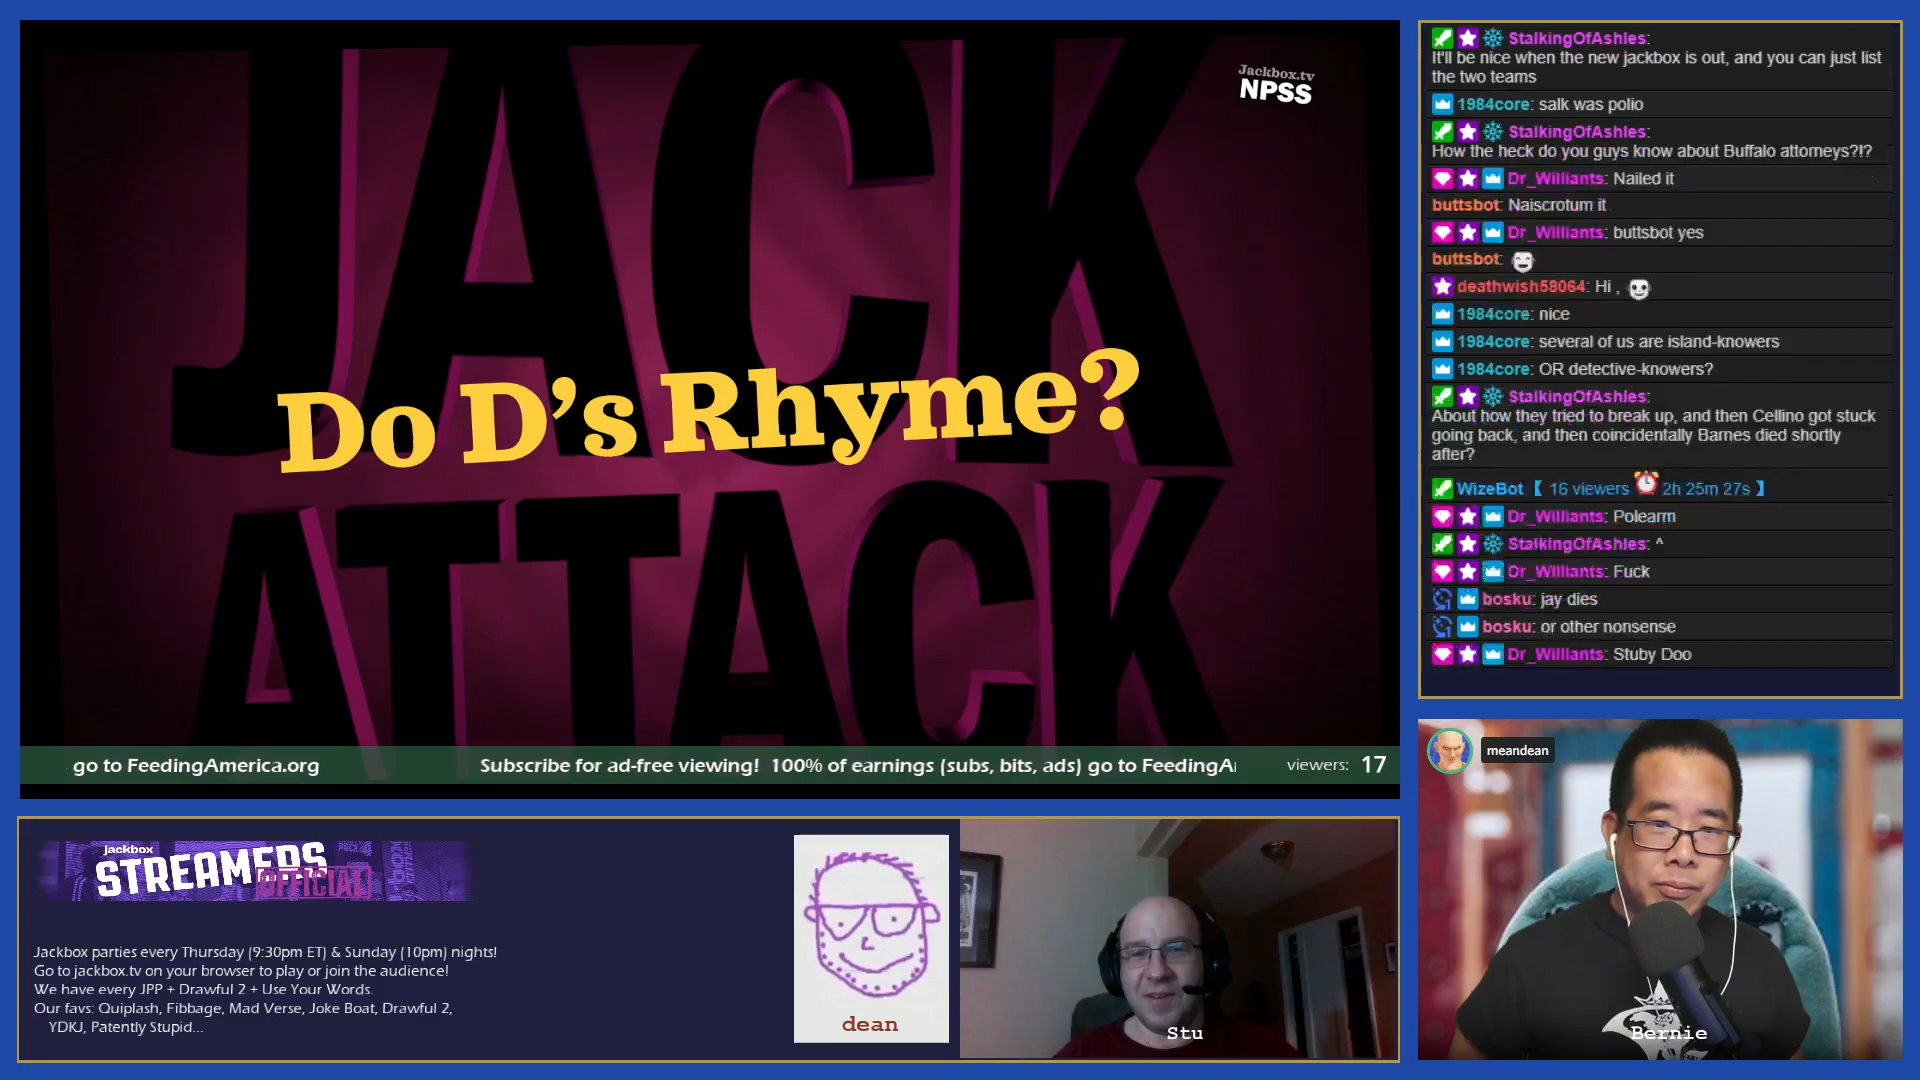 JACK
ATTACK
Jackbox.tv
NPSS
Do D's Rhyme?
go to FeedingAmerica.org
Subscribe for ad-free viewing! 100% of earnings (subs, bits, ads) go to FeedingA
viewers: 17
StalkingOfAshles:
It'll be nice when the new jackbox is out, and you can just list
the two teams
1984core: salk was polio
StalkingOfAshles:
How the heck do you guys know about Buffalo attorneys?!?
Dr_Williants: Nailed it
buttsbot: Naiscrotum it
Dr_Williants: buttsbot yes
buttsbot:
deathwish58064: Hi ,
1984core: nice
1984core: several of us are island-knowers
1984core: OR detective-knowers?
StalkingOfAshles:
About how they tried to break up, and then Cellino got stuck
going back, and then coincidentally Barnes died shortly
after?
WizeBot 【 16 viewers 2h 25m 27s 】
Dr_Williants: Polearm
StalkingOfAshles: ^
Dr_Williants: Fuck
bosku: jay dies
bosku: or other nonsense
Dr_Williants: Stuby Doo
meandean
Bernie
jackbox
STREAMERS
OFFICIAL
Jackbox parties every Thursday (9:30pm ET) & Sunday (10pm) nights!
Go to jackbox.tv on your browser to play or join the audience!
We have every JPP + Drawful 2 + Use Your Words.
Our favs: Quiplash, Fibbage, Mad Verse, Joke Boat, Drawful 2,
YDKJ, Patently Stupid...
dean
Stu